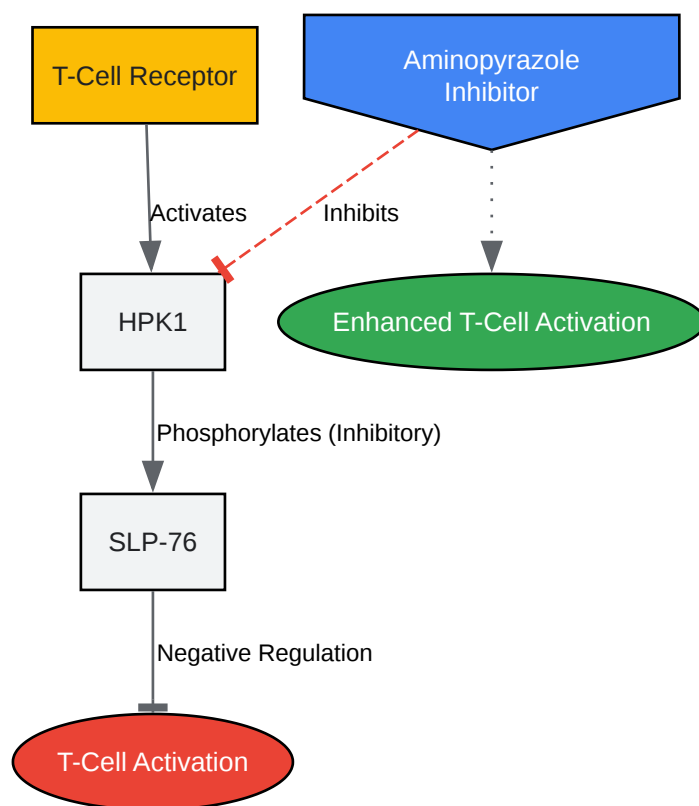 T-Cell Receptor
Aminopyrazole
Inhibitor
Activates
Inhibits
HPK1
Enhanced T-Cell Activation
Phosphorylates (Inhibitory)
SLP-76
Negative Regulation
T-Cell Activation